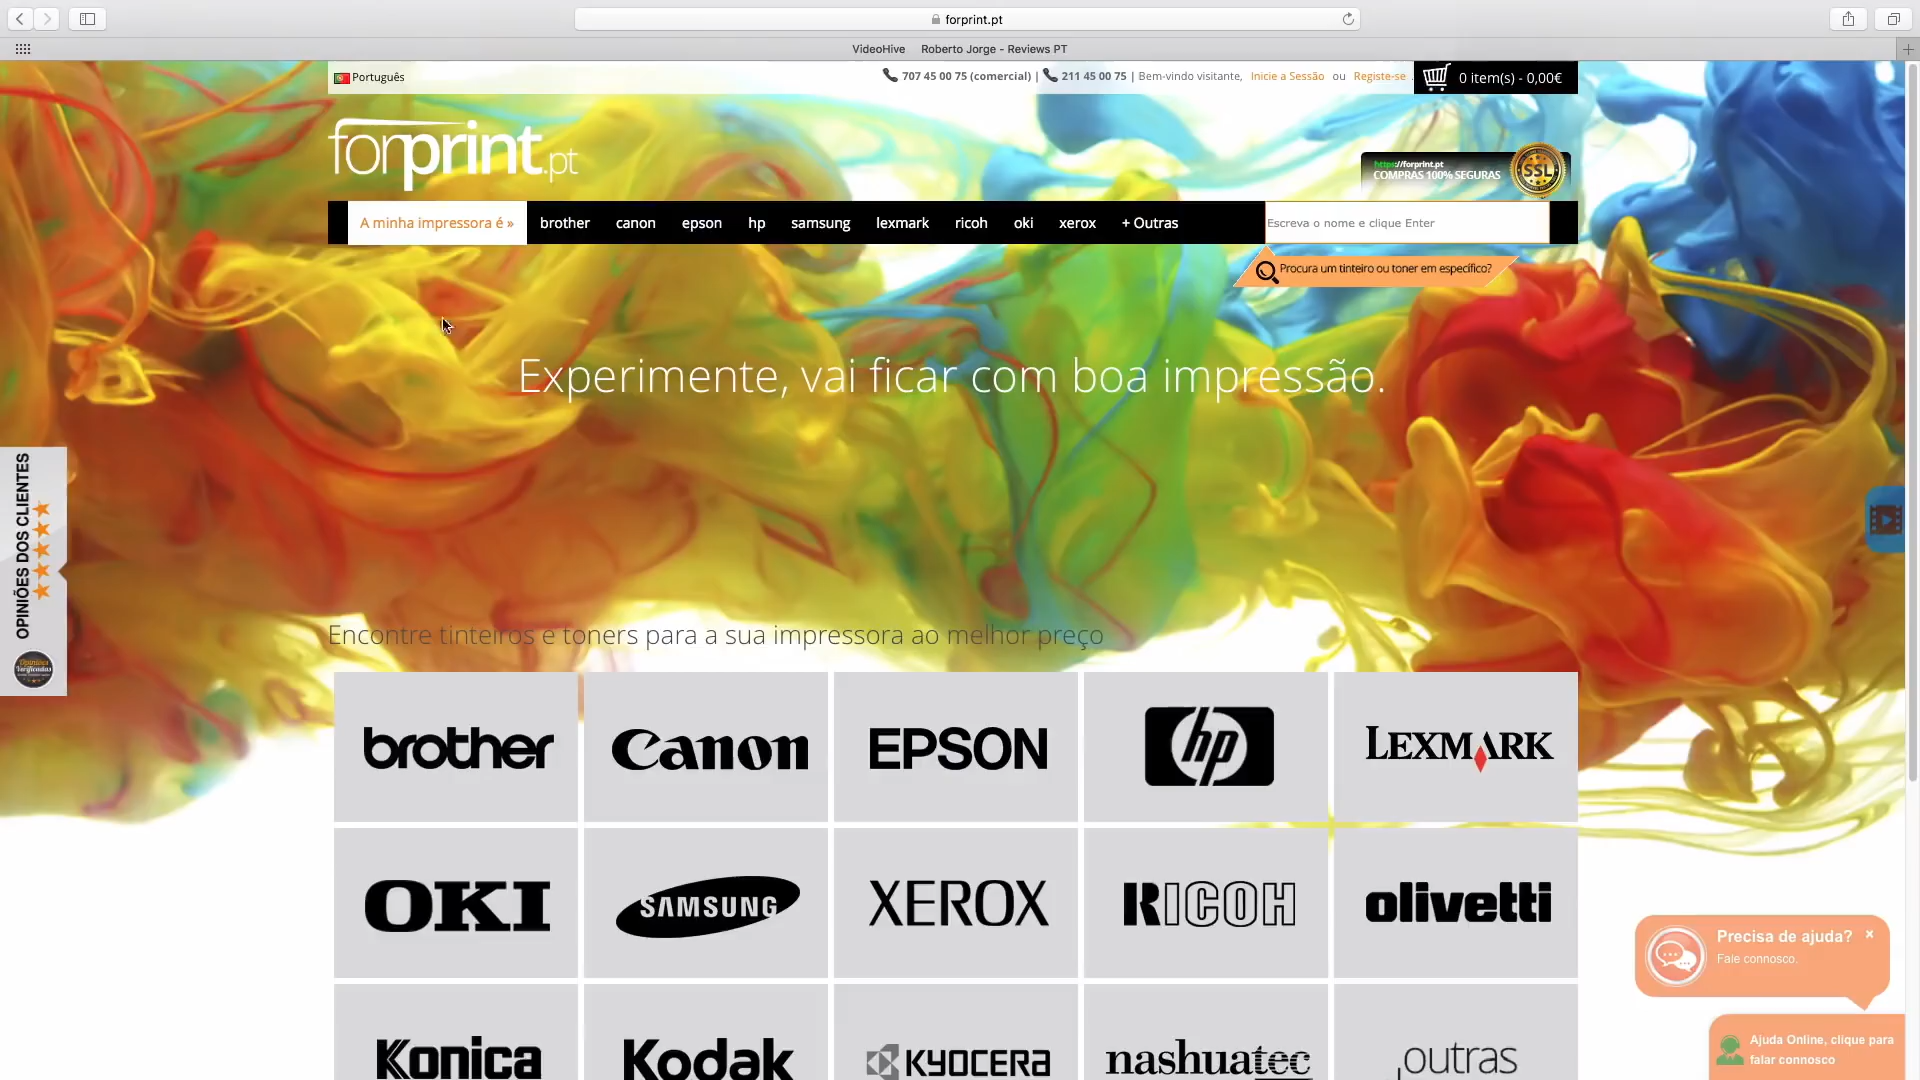 forprint.pt
VideoHive
Roberto Jorge - Reviews PT
Português
707 45 00 75 (comercial) | 211 45 00 75 | Bem-vindo visitante, Inicie a Sessão ou Registe-se .
0 item(s) - 0,00€
forprint.pt
https://forprint.pt
COMPRAS 100% SEGURAS
SSL
A minha impressora é »
brother
canon
epson
hp
samsung
lexmark
ricoh
oki
xerox
+ Outras
Escreva o nome e clique Enter
Procura um tinteiro ou toner em específico?
Experimente, vai ficar com boa impressão.
OPINIÕES DOS CLIENTES
Opiniões
Verificadas
Encontre tinteiros e toners para a sua impressora ao melhor preço
brother
Canon
EPSON
hp
LEXMARK
OKI
SAMSUNG
XEROX
RICOH
olivetti
Konica
Kodak
KYOCERA
nashuatec
outras
Precisa de ajuda?
×
Fale connosco.
Ajuda Online, clique para
falar connosco